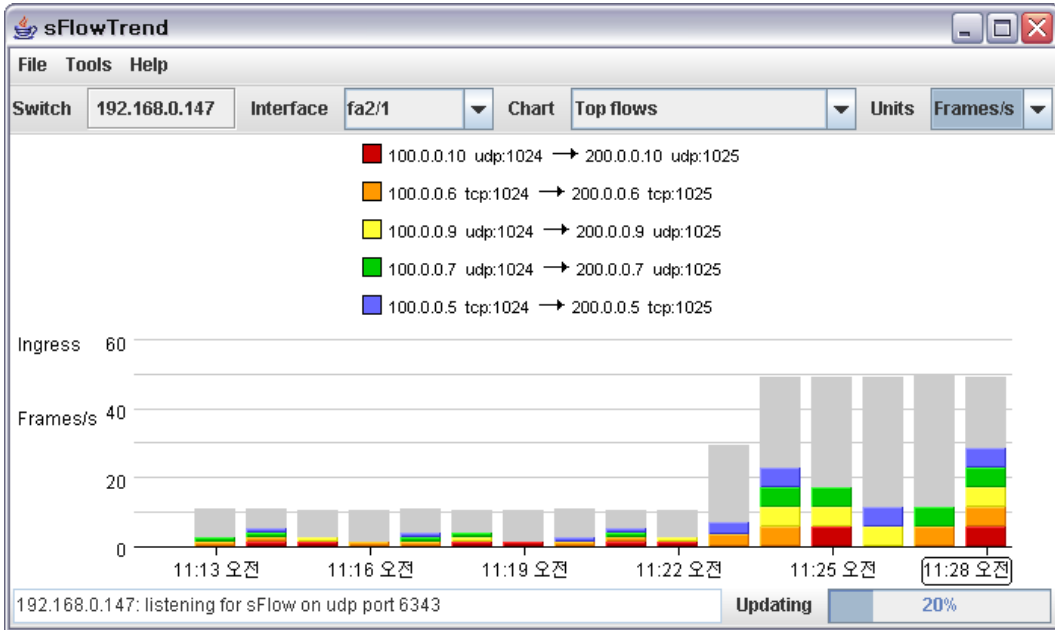 sFlowTrend
File Tools Help
Switch 192.168.0.147 Interface fa2/1 Chart Top flows Units Frames/s
100.0.0.10 udp:1024 → 200.0.0.10 udp:1025
100.0.0.6 tcp:1024 → 200.0.0.6 tcp:1025
100.0.0.9 udp:1024 → 200.0.0.9 udp:1025
100.0.0.7 udp:1024 → 200.0.0.7 udp:1025
100.0.0.5 tcp:1024 → 200.0.0.5 tcp:1025
Ingress 60
Frames/s 40
20
0
11:13 오전 11:16 오전 11:19 오전 11:22 오전 11:25 오전 11:28 오전
192.168.0.147: listening for sFlow on udp port 6343 Updating 20%